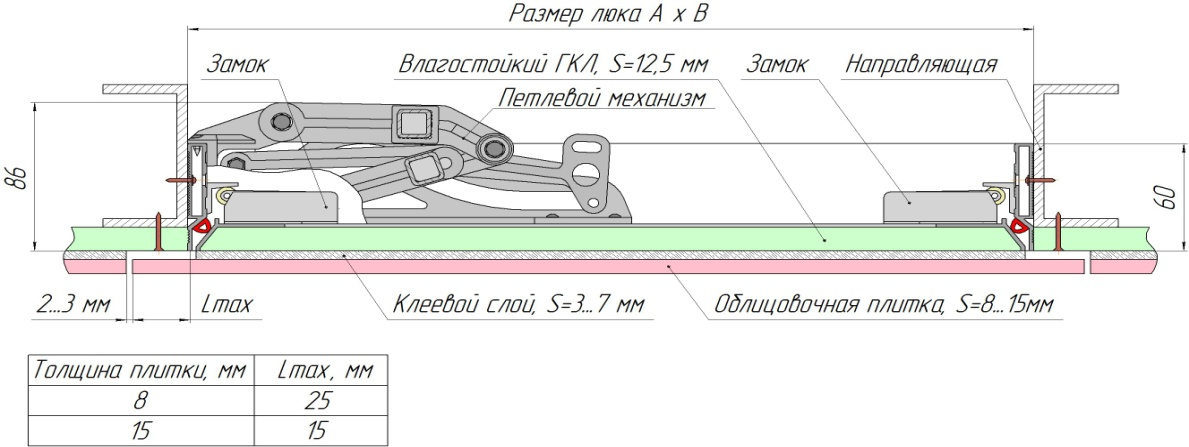 Размер люка А х В
Замок
Влагостойкий ГКЛ, S=12,5 мм
Замок
Направляющая
Петлевой механизм
86
60
2...3 мм
Lmax
Клеевой слой, S=3...7 мм
Облицовочная плитка, S=8...15мм
Толщина плитки, мм Lmax, мм
8 25
15 15